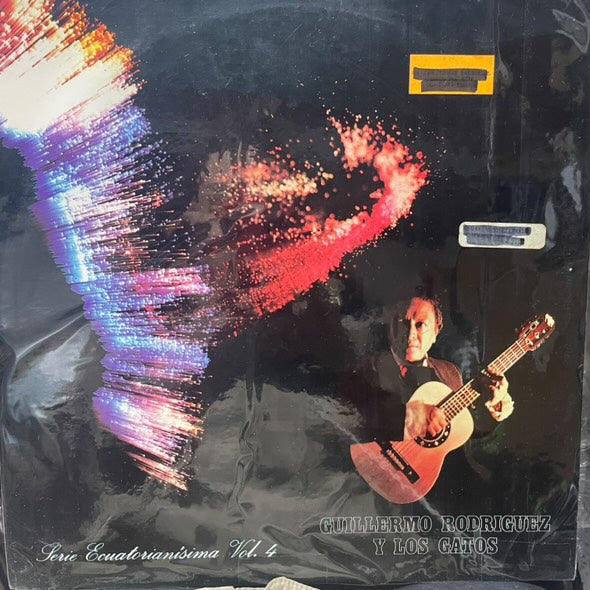 GUILLERMO RODRIGUEZ
Y LOS GATOS
Serie Ecuatorianísima Vol. 4